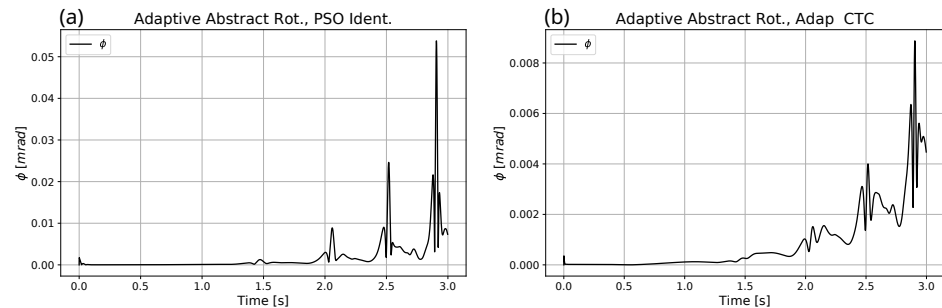 (a)
Adaptive Abstract Rot., PSO Ident.
ϕ
ϕ [mrad]
0.05
0.04
0.03
0.02
0.01
0.00
0.0 0.5 1.0 1.5 2.0 2.5 3.0
Time [s]
(b)
Adaptive Abstract Rot., Adap CTC
ϕ
ϕ [mrad]
0.008
0.006
0.004
0.002
0.000
0.0 0.5 1.0 1.5 2.0 2.5 3.0
Time [s]